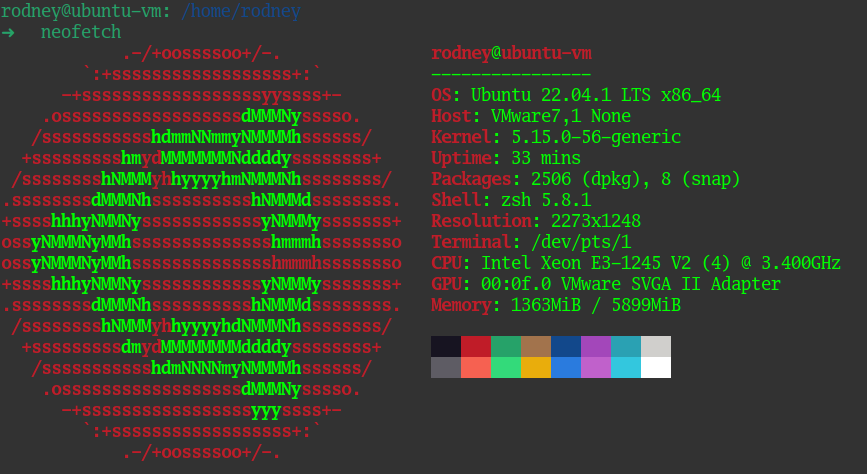 rodney@ubuntu-vm: /home/rodney
➜ neofetch
.-/+oossssoo+/-.
`:+ssssssssssssssssss+:`
-+ssssssssssssssssssyyssss+-
.ossssssssssssssssssdMMMNysssso.
/ssssssssssshdmmNNmmyNMMMMhssssss/
+ssssssssshmydMMMMMMMNddddyssssssss+
/sssssssshNMMMyhhyyyyhmNMMMNhssssssss/
.ssssssssdMMMNhsssssssssshNMMMdssssssss.
+sssshhhyNMMNyssssssssssssyNMMMysssssss+
ossyNMMMNyMMhsssssssssssssshmmmhssssssso
ossyNMMMNyMMhsssssssssssssshmmmhssssssso
+sssshhhyNMMNyssssssssssssyNMMMysssssss+
.ssssssssdMMMNhsssssssssshNMMMdssssssss.
/sssssssshNMMMyhhyyyyhdNMMMNhssssssss/
+sssssssssdmydMMMMMMMMddddyssssssss+
/ssssssssssshdmNNNNmyNMMMMhssssss/
.ossssssssssssssssssdMMMNysssso.
-+sssssssssssssssssyyyssss+-
`:+ssssssssssssssssss+:`
.-/+oossssoo+/-.
rodney@ubuntu-vm
----------------
OS: Ubuntu 22.04.1 LTS x86_64
Host: VMware7,1 None
Kernel: 5.15.0-56-generic
Uptime: 33 mins
Packages: 2506 (dpkg), 8 (snap)
Shell: zsh 5.8.1
Resolution: 2273x1248
Terminal: /dev/pts/1
CPU: Intel Xeon E3-1245 V2 (4) @ 3.400GHz
GPU: 00:0f.0 VMware SVGA II Adapter
Memory: 1363MiB / 5899MiB